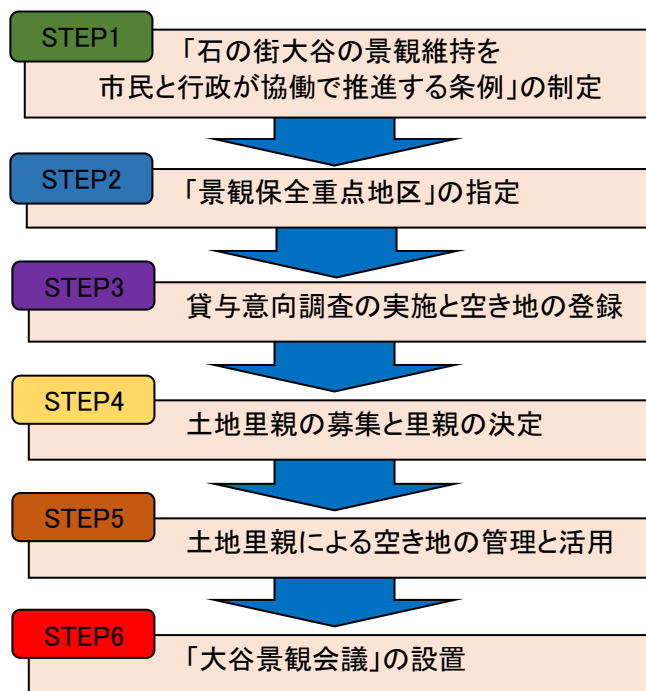 STEP1
「石の街大谷の景観維持を
市民と行政が協働で推進する条例」の制定
STEP2
「景観保全重点地区」の指定
STEP3
貸与意向調査の実施と空き地の登録
STEP4
土地里親の募集と里親の決定
STEP5
土地里親による空き地の管理と活用
STEP6
「大谷景観会議」の設置